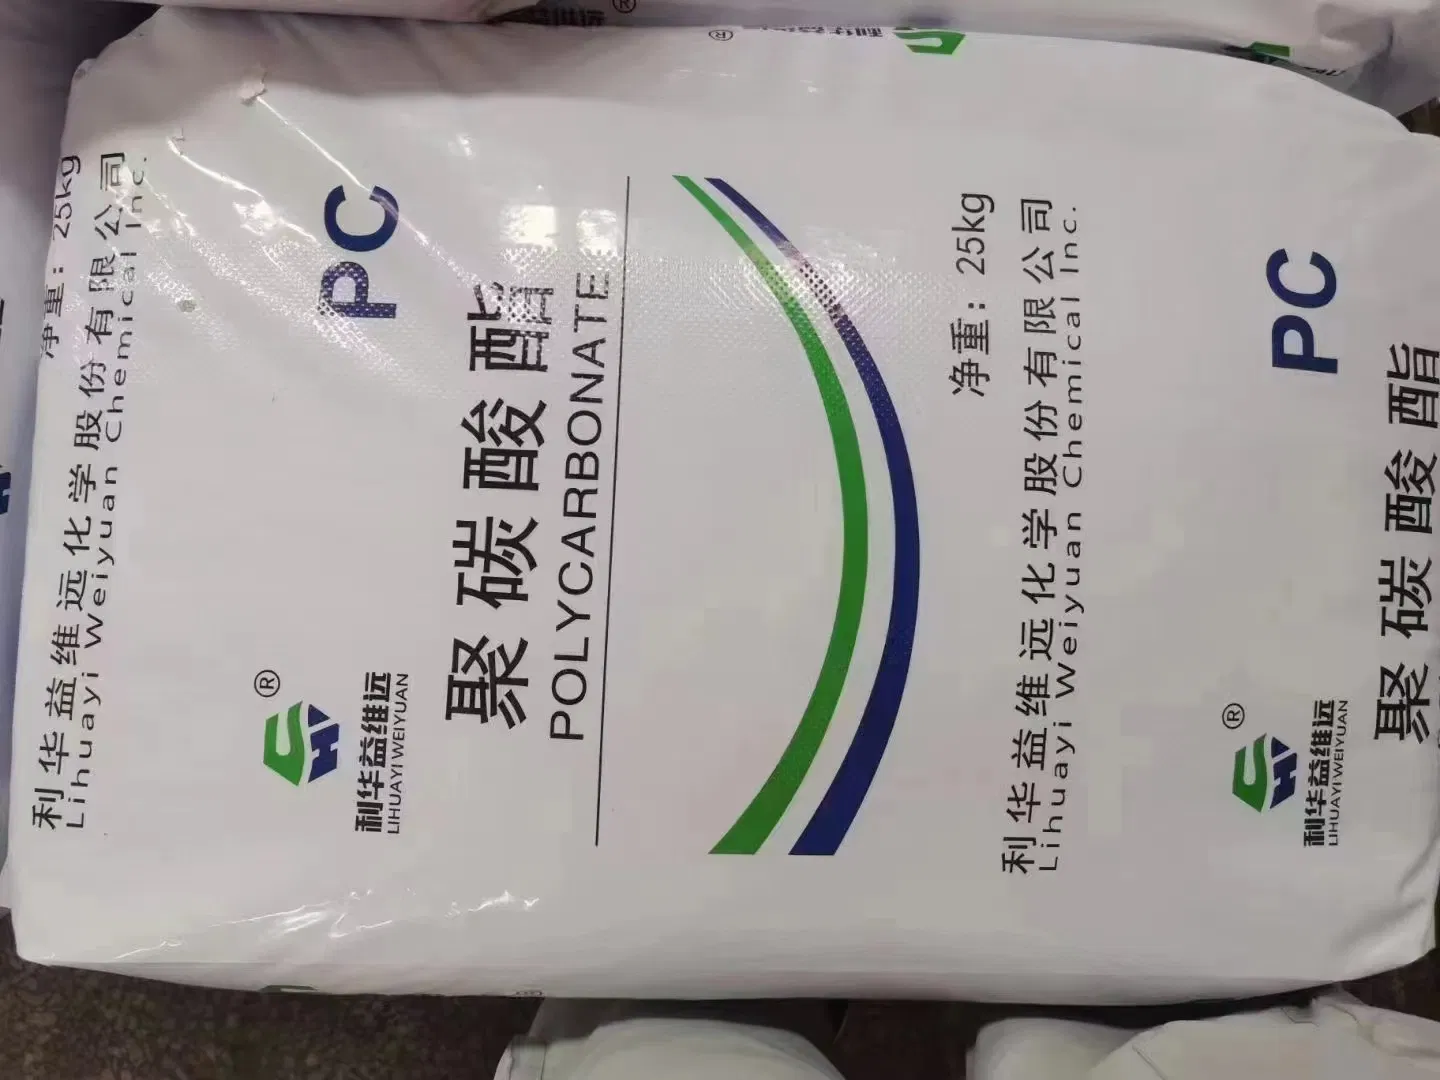 利华益维远
LIHUAYI WEIYUAN
®
PC
聚碳酸酯
POLYCARBONATE
净重：25kg
利华益维远化学股份有限公司
Lihuayi Weiyuan Chemical Inc.
®
利华益维远
LIHUAYI WEIYUAN
PC
聚碳酸酯
净重：25kg
利华益维远化学股份有限公司
Lihuayi Weiyuan Chemical Inc.